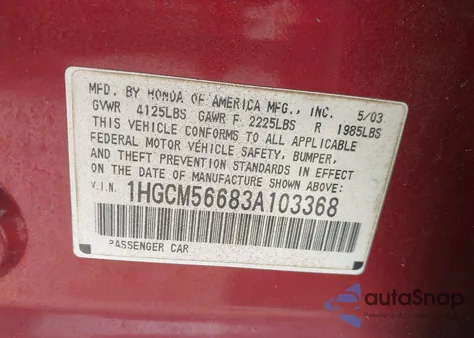 MFD. BY HONDA OF AMERICA MFG., INC. 5/03
GVWR 4125LBS GAWR F 2225LBS R 1985LBS
THIS VEHICLE CONFORMS TO ALL APPLICABLE
FEDERAL MOTOR VEHICLE SAFETY, BUMPER,
AND THEFT PREVENTION STANDARDS IN EFFECT
ON THE DATE OF MANUFACTURE SHOWN ABOVE:
V.I.N. 1HGCM56683A103368
PASSENGER CAR
autoSnap